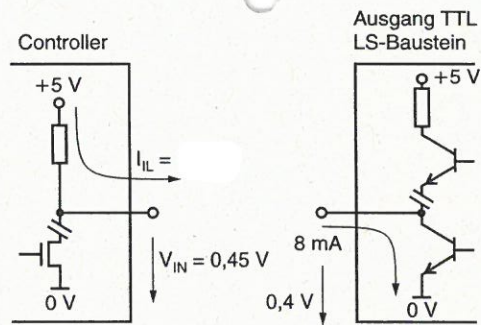 Controller
+5 V
I_IL =
V_IN = 0,45 V
0 V
Ausgang TTL
LS-Baustein
+5 V
8 mA
0,4 V
0 V